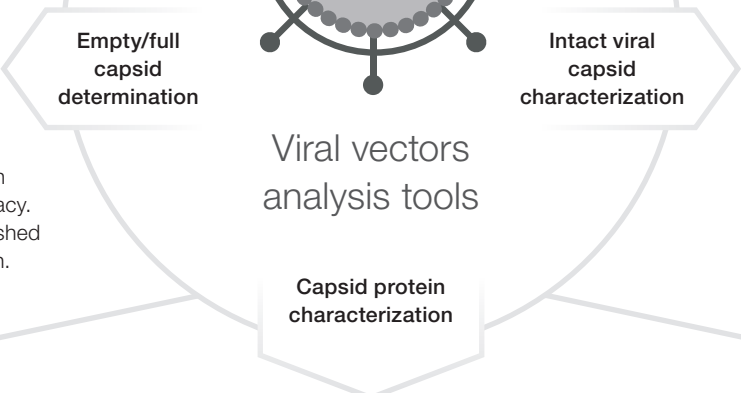 Empty/full
capsid
determination
Intact viral
capsid
characterization
Viral vectors
analysis tools
Capsid protein
characterization